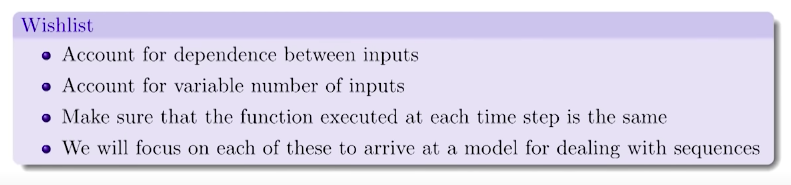 Wishlist
Account for dependence between inputs
Account for variable number of inputs
Make sure that the function executed at each time step is the same
We will focus on each of these to arrive at a model for dealing with sequences